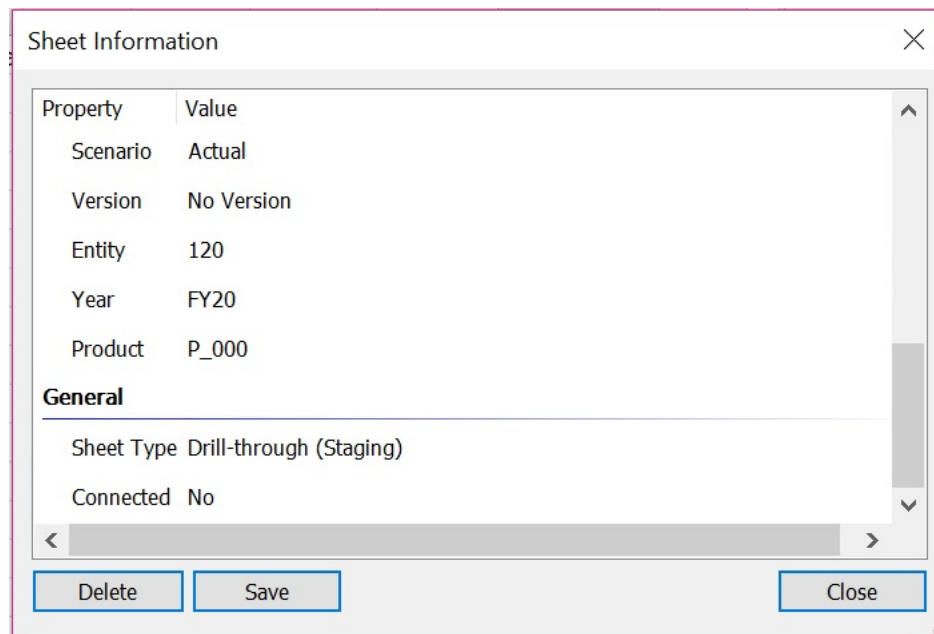 Sheet Information
Property Value
Scenario Actual
Version No Version
Entity 120
Year FY20
Product P_000
General
Sheet Type Drill-through (Staging)
Connected No
Delete Save Close